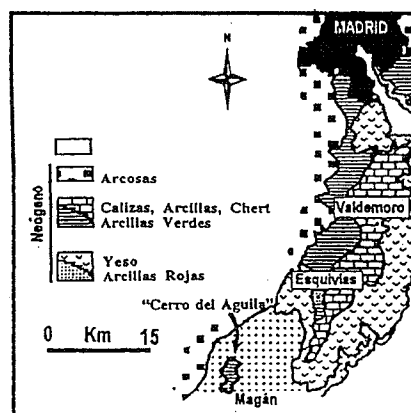 MADRID
N
Arcosas
Neógeno
Calizas, Arcillas, Chert
Arcillas Verdes
Valdemoro
Yeso
Arcillas Rojas
Esquivias
"Cerro del Aguila"
0 Km 15
Magán